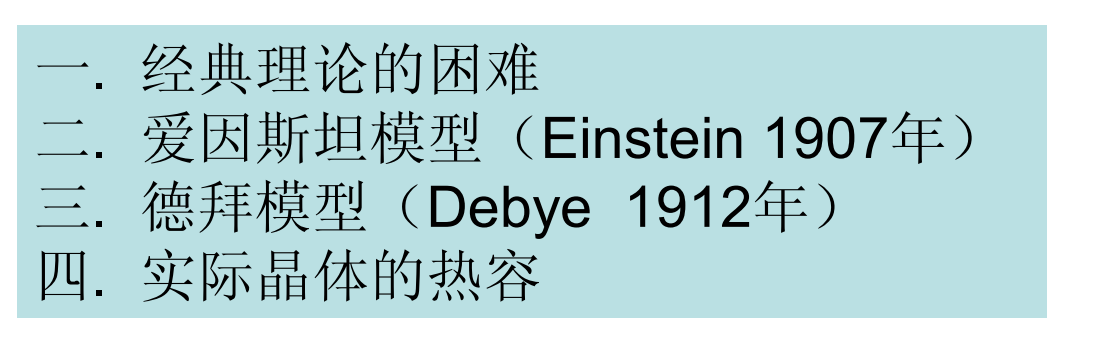 一. 经典理论的困难
二. 爱因斯坦模型（Einstein 1907年）
三. 德拜模型（Debye  1912年）
四. 实际晶体的热容